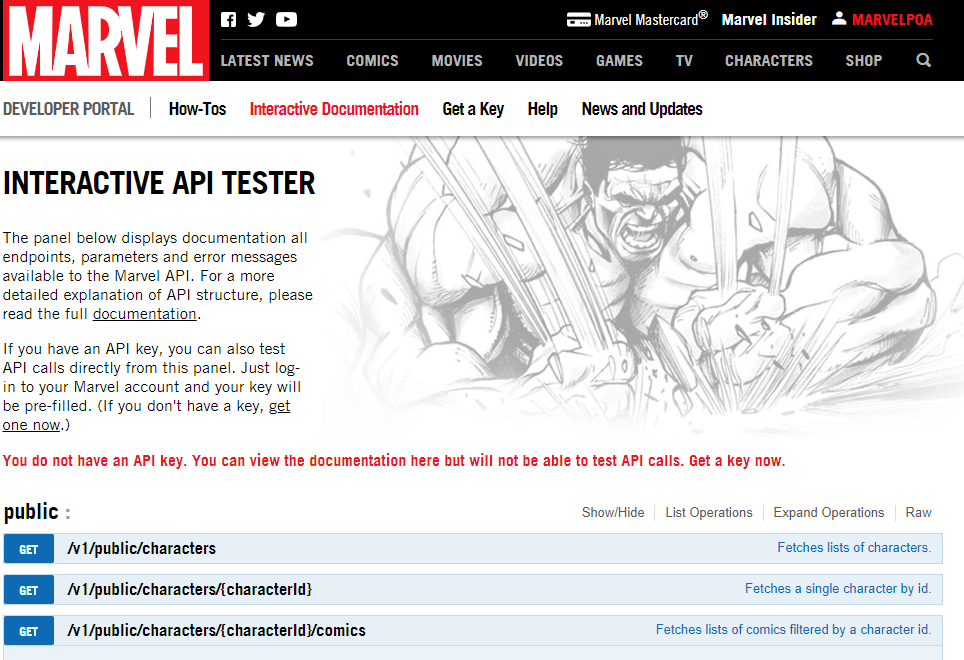 MARVEL
Marvel Mastercard® Marvel Insider MARVELPOA
LATEST NEWS COMICS MOVIES VIDEOS GAMES TV CHARACTERS SHOP
DEVELOPER PORTAL How-Tos Interactive Documentation Get a Key Help News and Updates
INTERACTIVE API TESTER
The panel below displays documentation all
endpoints, parameters and error messages
available to the Marvel API. For a more
detailed explanation of API structure, please
read the full documentation.
If you have an API key, you can also test
API calls directly from this panel. Just log-
in to your Marvel account and your key will
be pre-filled. (If you don't have a key, get
one now.)
You do not have an API key. You can view the documentation here but will not be able to test API calls. Get a key now.
public : Show/Hide List Operations Expand Operations Raw
GET /v1/public/characters Fetches lists of characters.
GET /v1/public/characters/{characterId} Fetches a single character by id.
GET /v1/public/characters/{characterId}/comics Fetches lists of comics filtered by a character id.